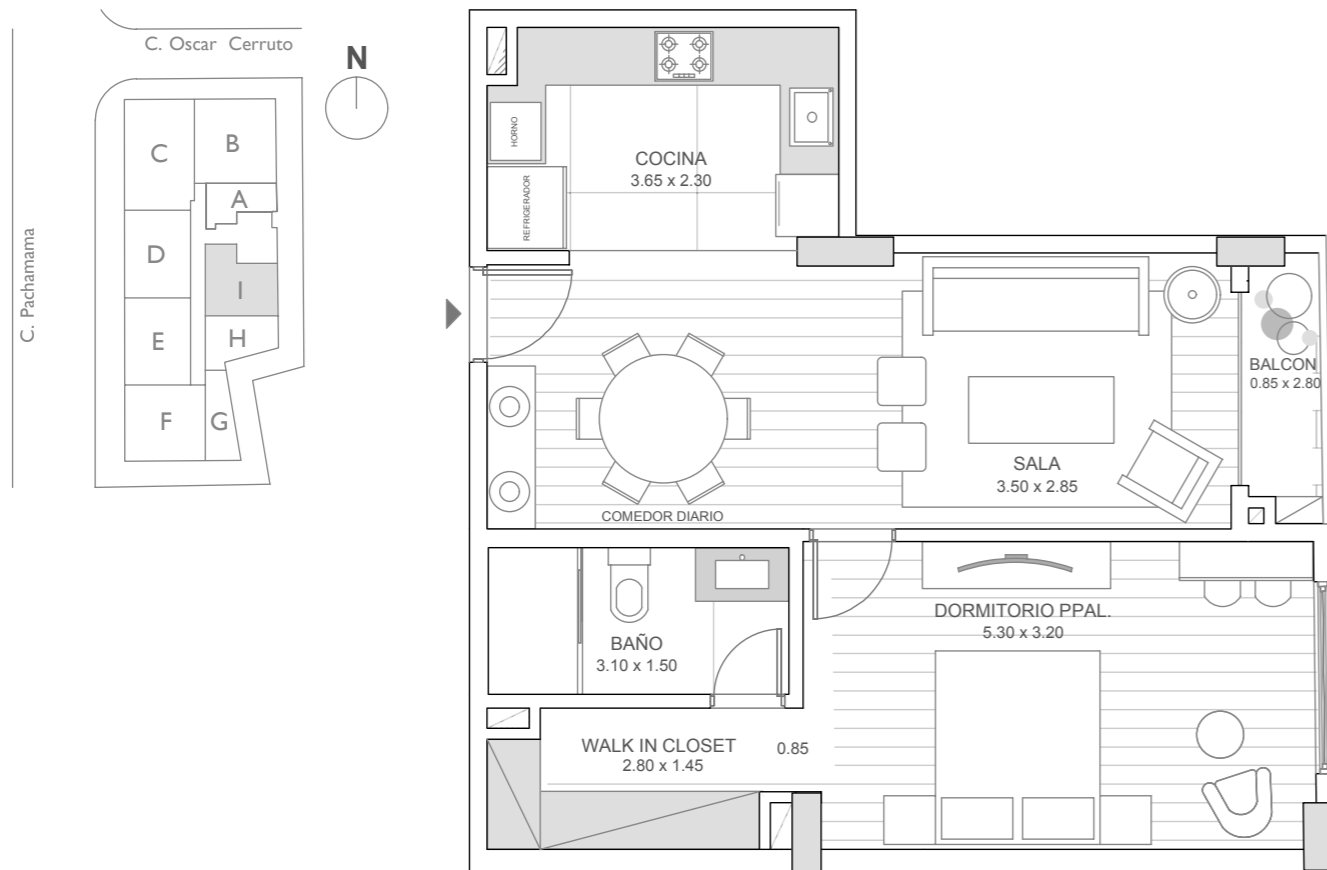 C. Oscar Cerruto
N
C. Pachamama
C
B
A
D
I
E
H
F
G
COCINA
3.65 x 2.30
HORNO
REFRIGERADOR
BALCON
0.85 x 2.80
SALA
3.50 x 2.85
COMEDOR DIARIO
DORMITORIO PPAL.
5.30 x 3.20
BAÑO
3.10 x 1.50
WALK IN CLOSET
2.80 x 1.45
0.85